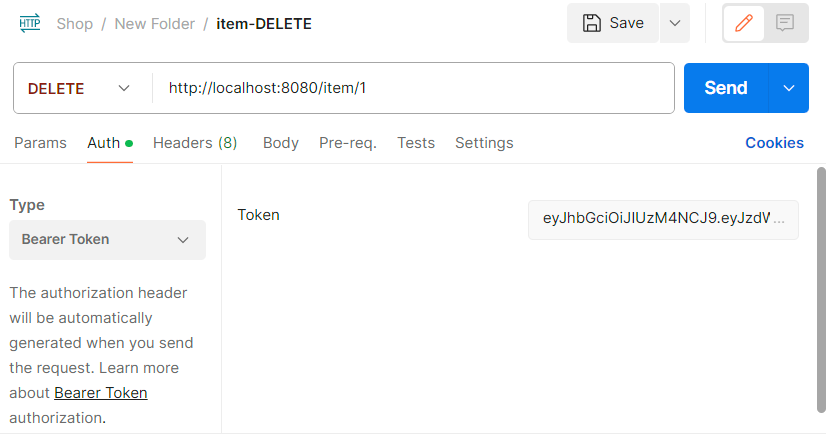 HTTP Shop / New Folder / item-DELETE Save
DELETE http://localhost:8080/item/1 Send
Params Auth Headers (8) Body Pre-req. Tests Settings Cookies
Type
Bearer Token
The authorization header
will be automatically
generated when you send
the request. Learn more
about Bearer Token
authorization.
Token eyJhbGciOiJIUzM4NCJ9.eyJzdW...